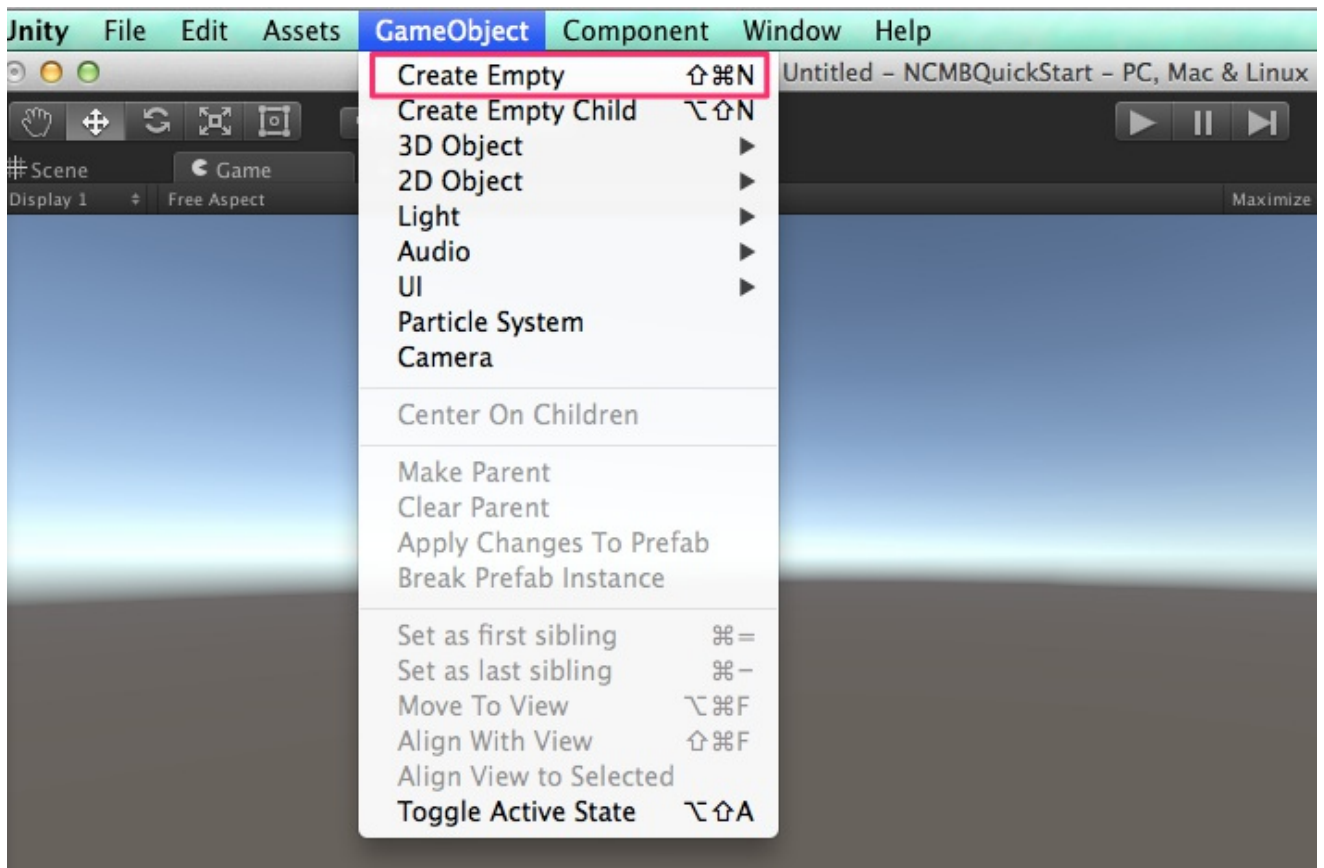 Unity File Edit Assets GameObject Component Window Help
Untitled – NCMBQuickStart – PC, Mac & Linux
Scene Game
Display 1 Free Aspect Maximize
Create Empty ⇧⌘N
Create Empty Child ⌥⇧N
3D Object ▶
2D Object ▶
Light ▶
Audio ▶
UI ▶
Particle System
Camera
Center On Children
Make Parent
Clear Parent
Apply Changes To Prefab
Break Prefab Instance
Set as first sibling ⌘=
Set as last sibling ⌘-
Move To View ⌥⌘F
Align With View ⇧⌘F
Align View to Selected
Toggle Active State ⌥⇧A